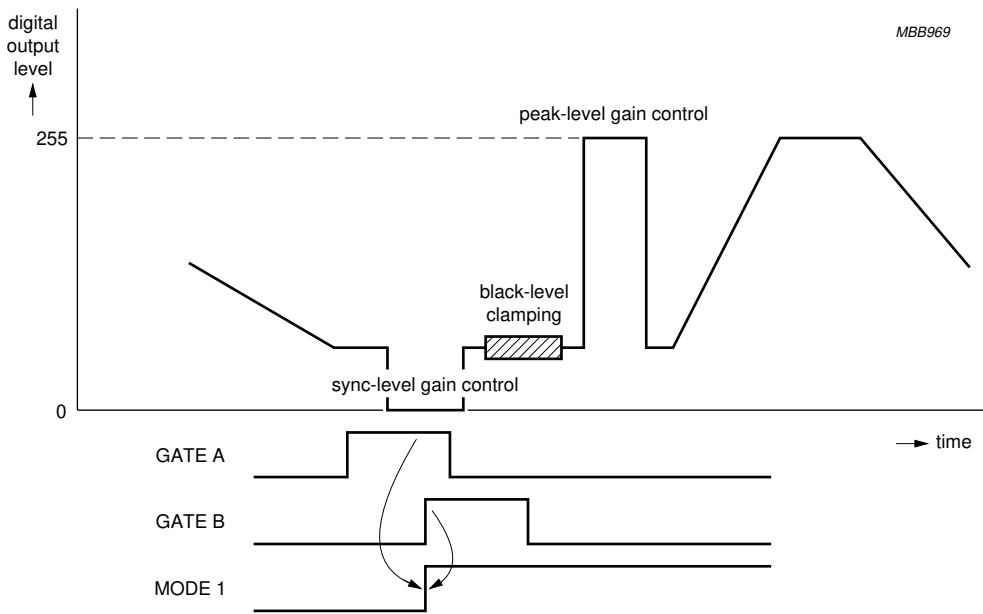 digital
output
level
MBB969
255
peak-level gain control
black-level
clamping
sync-level gain control
0
time
GATE A
GATE B
MODE 1